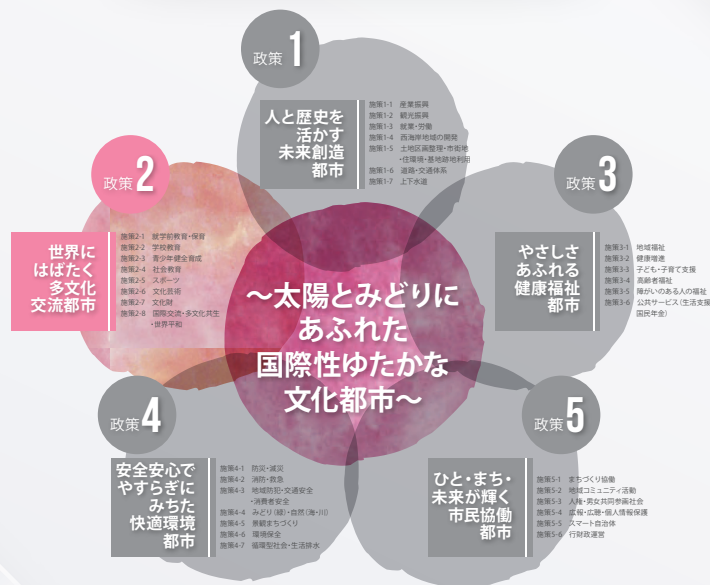 政策1
人と歴史を
活かす
未来創造
都市
施策1-1 産業振興
施策1-2 観光振興
施策1-3 就業・労働
施策1-4 西海岸地域の開発
施策1-5 土地区画整理・市街地
・住環境・基地跡地利用
施策1-6 道路・交通体系
施策1-7 上下水道
政策2
世界に
はばたく
多文化
交流都市
施策2-1 就学前教育・保育
施策2-2 学校教育
施策2-3 青少年健全育成
施策2-4 社会教育
施策2-5 スポーツ
施策2-6 文化芸術
施策2-7 文化財
施策2-8 国際交流・多文化共生
・世界平和
政策3
やさしさ
あふれる
健康福祉
都市
施策3-1 地域福祉
施策3-2 健康増進
施策3-3 子ども・子育て支援
施策3-4 高齢者福祉
施策3-5 障がいのある人の福祉
施策3-6 公共サービス(生活支援
国民年金)
～太陽とみどりに
あふれた
国際性ゆたかな
文化都市～
政策4
安全安心で
やすらぎに
みちた
快適環境
都市
施策4-1 防災・減災
施策4-2 消防・救急
施策4-3 地域防犯・交通安全
・消費者安全
施策4-4 みどり(緑)・自然(海・川)
施策4-5 景観まちづくり
施策4-6 環境保全
施策4-7 循環型社会・生活排水
政策5
ひと・まち・
未来が輝く
市民協働
都市
施策5-1 まちづくり協働
施策5-2 地域コミュニティ活動
施策5-3 人権・男女共同参画社会
施策5-4 広報・広聴・個人情報保護
施策5-5 スマート自治体
施策5-6 行財政運営